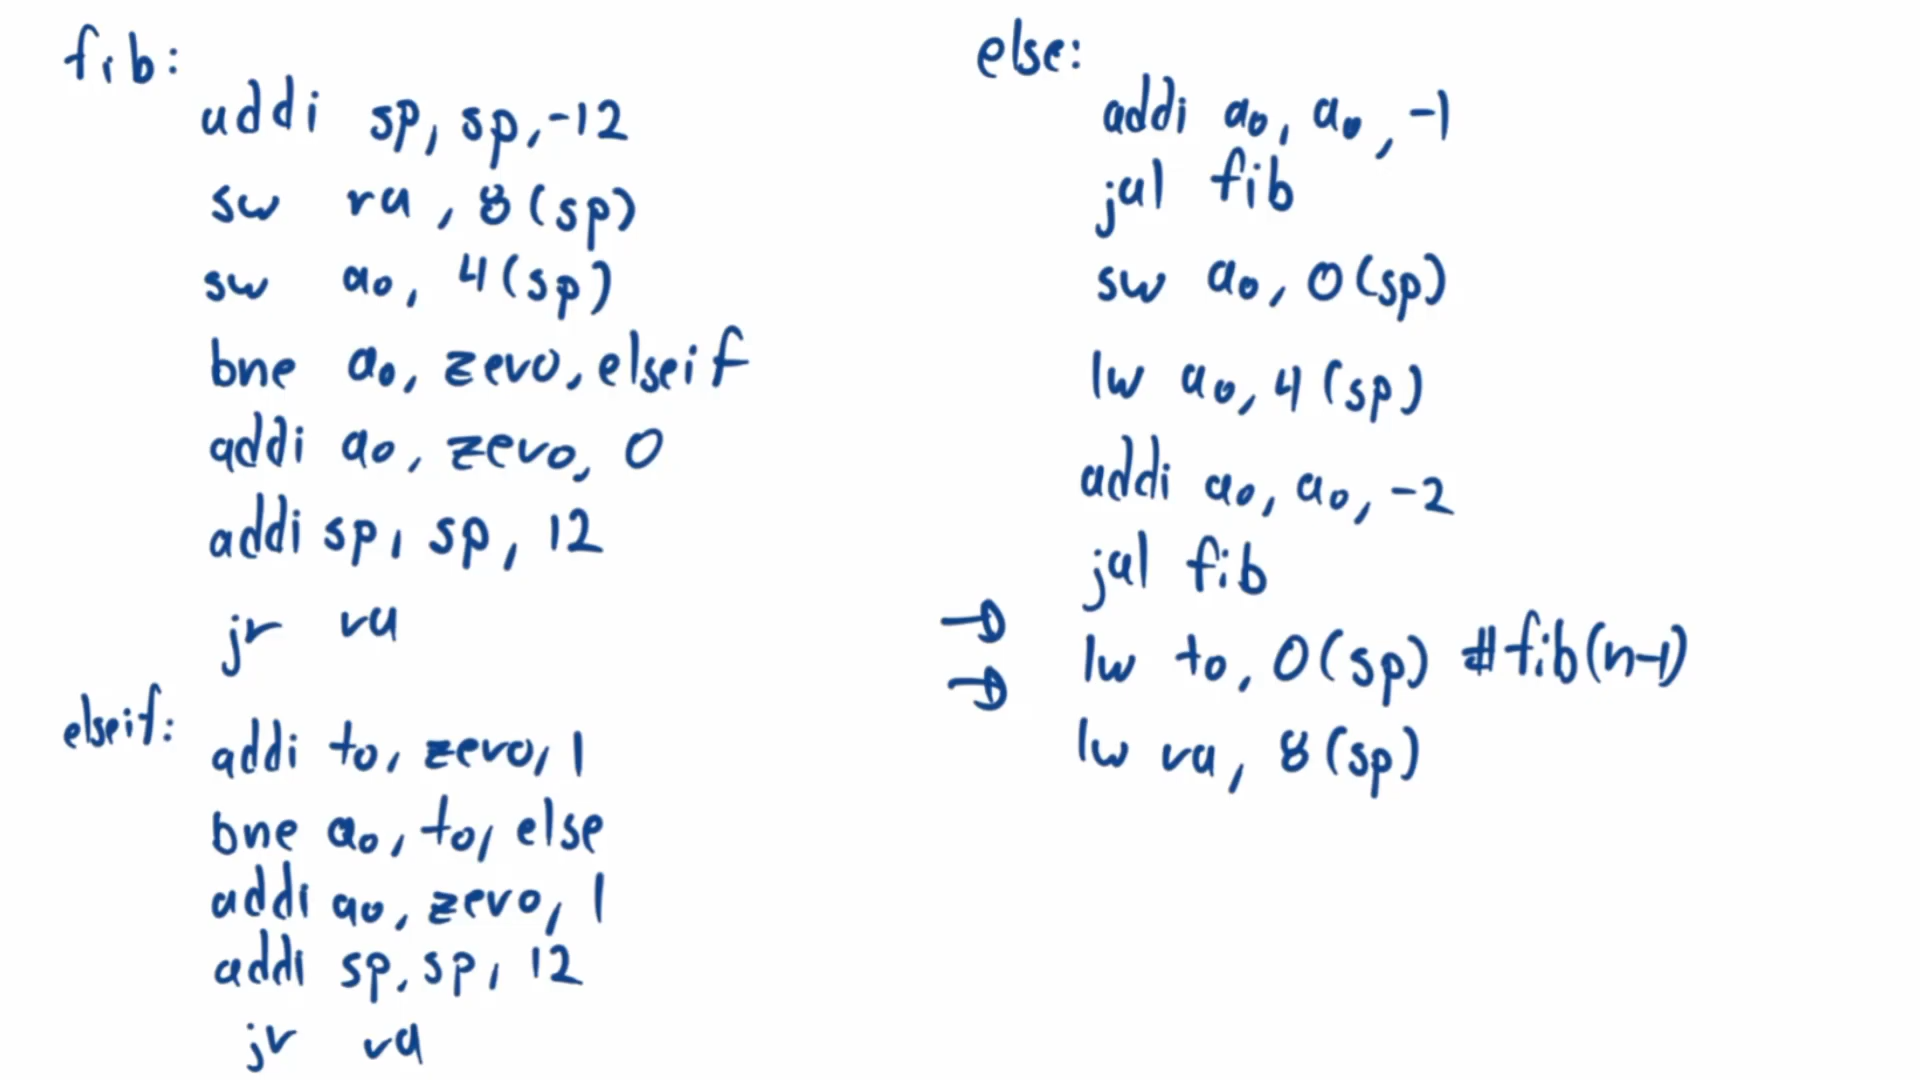 fib:
addi sp, sp, -12
sw ra, 8(sp)
sw a0, 4(sp)
bne a0, zero, elseif
addi a0, zero, 0
addi sp, sp, 12
jr ra
elseif:
addi t0, zero, 1
bne a0, t0, else
addi a0, zero, 1
addi sp, sp, 12
jr ra
else:
addi a0, a0, -1
jal fib
sw a0, 0(sp)
lw a0, 4(sp)
addi a0, a0, -2
jal fib
lw t0, 0(sp) #fib(n-1)
lw ra, 8(sp)